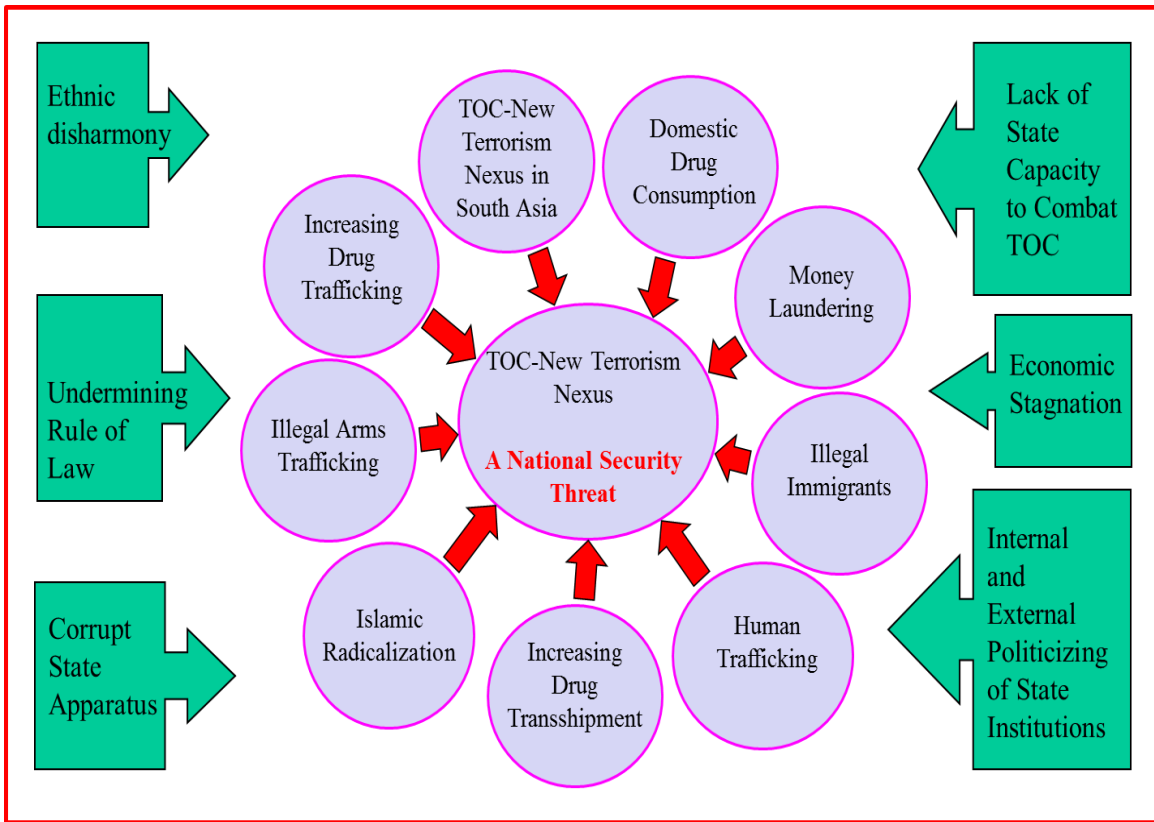 Ethnic
disharmony
Undermining
Rule of
Law
Corrupt
State
Apparatus
TOC-New
Terrorism
Nexus in
South Asia
Domestic
Drug
Consumption
Increasing
Drug
Trafficking
Money
Laundering
TOC-New Terrorism
Nexus
A National Security
Threat
Illegal Arms
Trafficking
Illegal
Immigrants
Islamic
Radicalization
Increasing
Drug
Transshipment
Human
Trafficking
Lack of
State
Capacity
to Combat
TOC
Economic
Stagnation
Internal
and
External
Politicizing
of State
Institutions